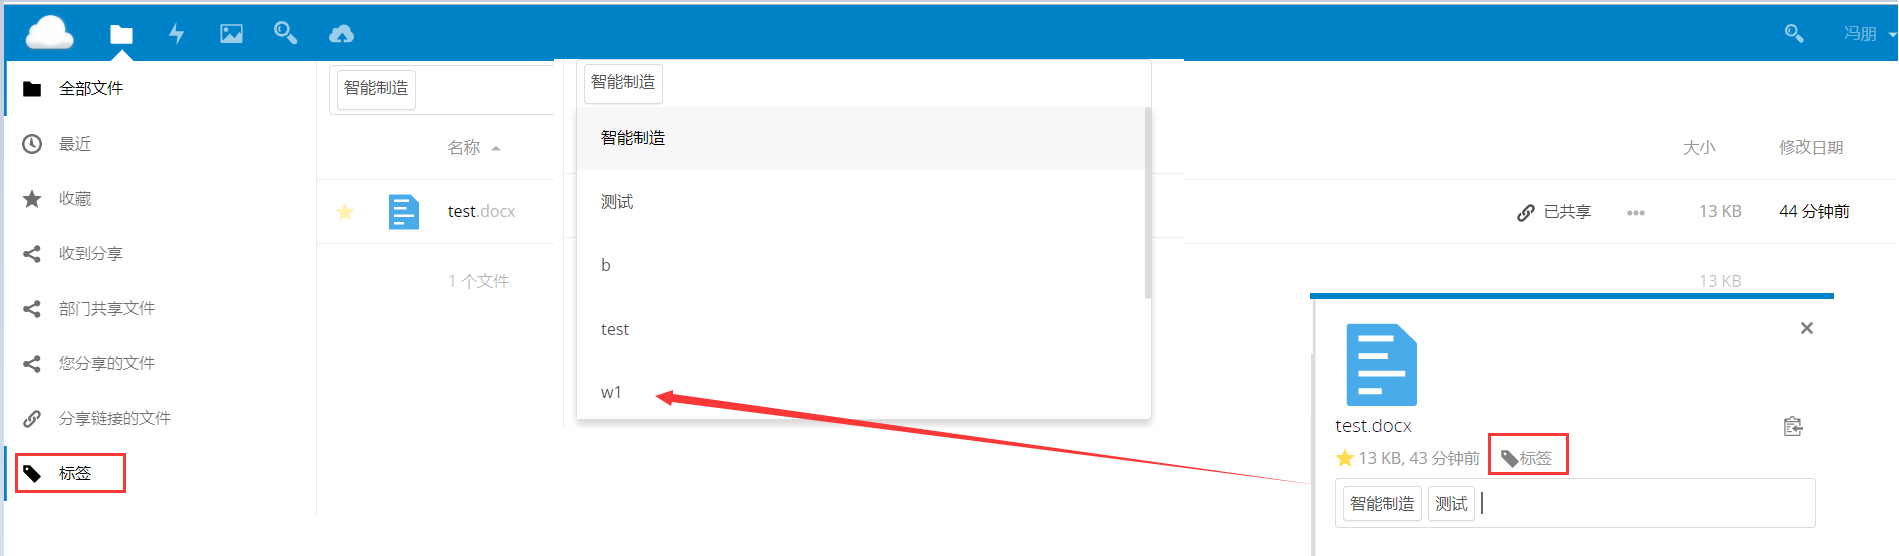 冯朋
全部文件
最近
收藏
收到分享
部门共享文件
您分享的文件
分享链接的文件
标签
智能制造
名称
大小
修改日期
test.docx
已共享
13 KB
44 分钟前
1 个文件
13 KB
智能制造
智能制造
测试
b
test
w1
test.docx
13 KB, 43 分钟前
标签
智能制造 测试